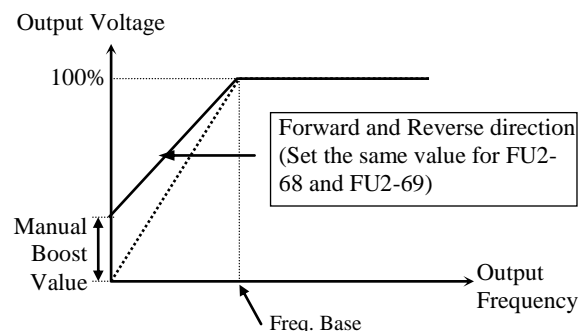 Output Voltage
100%
Forward and Reverse direction
(Set the same value for FU2-
68 and FU2-69)
Manual
Boost
Value
Output
Frequency
Freq. Base